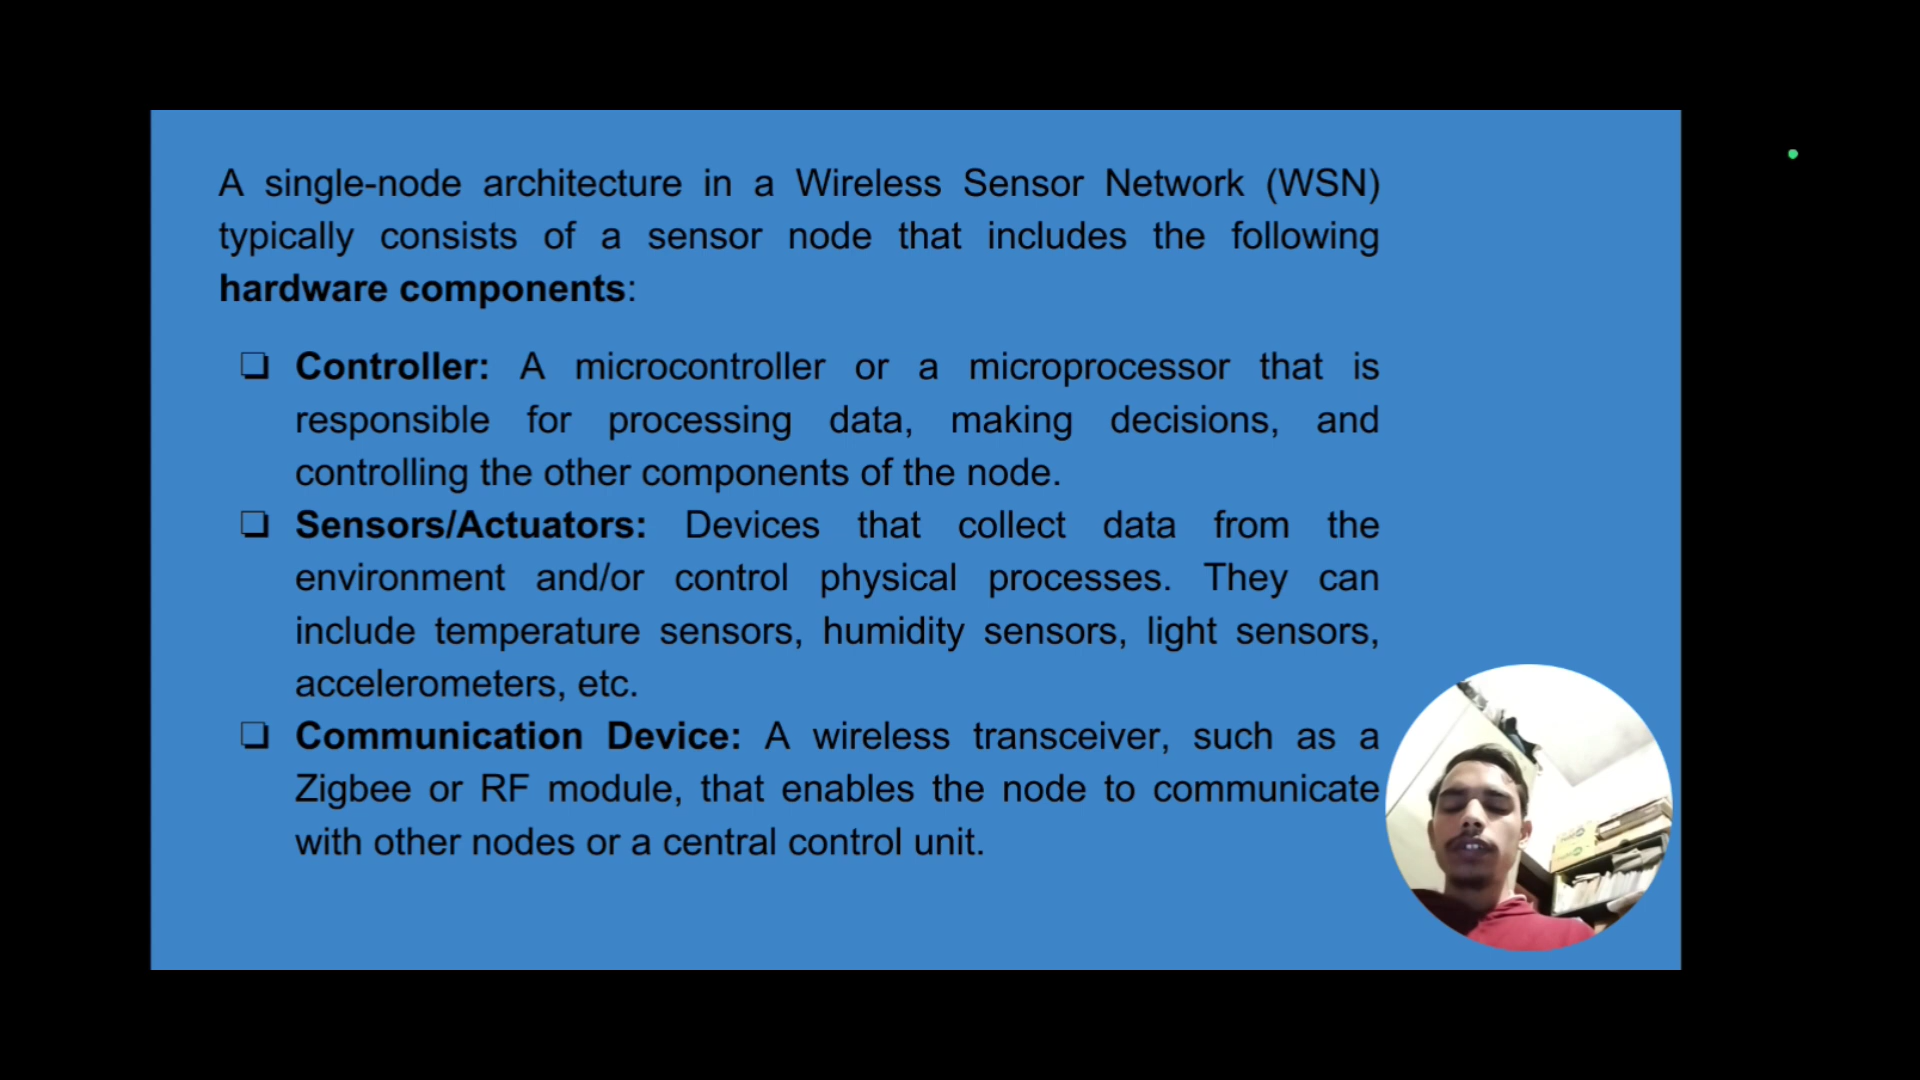 A single-node architecture in a Wireless Sensor Network (WSN)
typically consists of a sensor node that includes the following
hardware components:
❏ Controller: A microcontroller or a microprocessor that is
responsible for processing data, making decisions, and
controlling the other components of the node.
❏ Sensors/Actuators: Devices that collect data from the
environment and/or control physical processes. They can
include temperature sensors, humidity sensors, light sensors,
accelerometers, etc.
❏ Communication Device: A wireless transceiver, such as a
Zigbee or RF module, that enables the node to communicate
with other nodes or a central control unit.